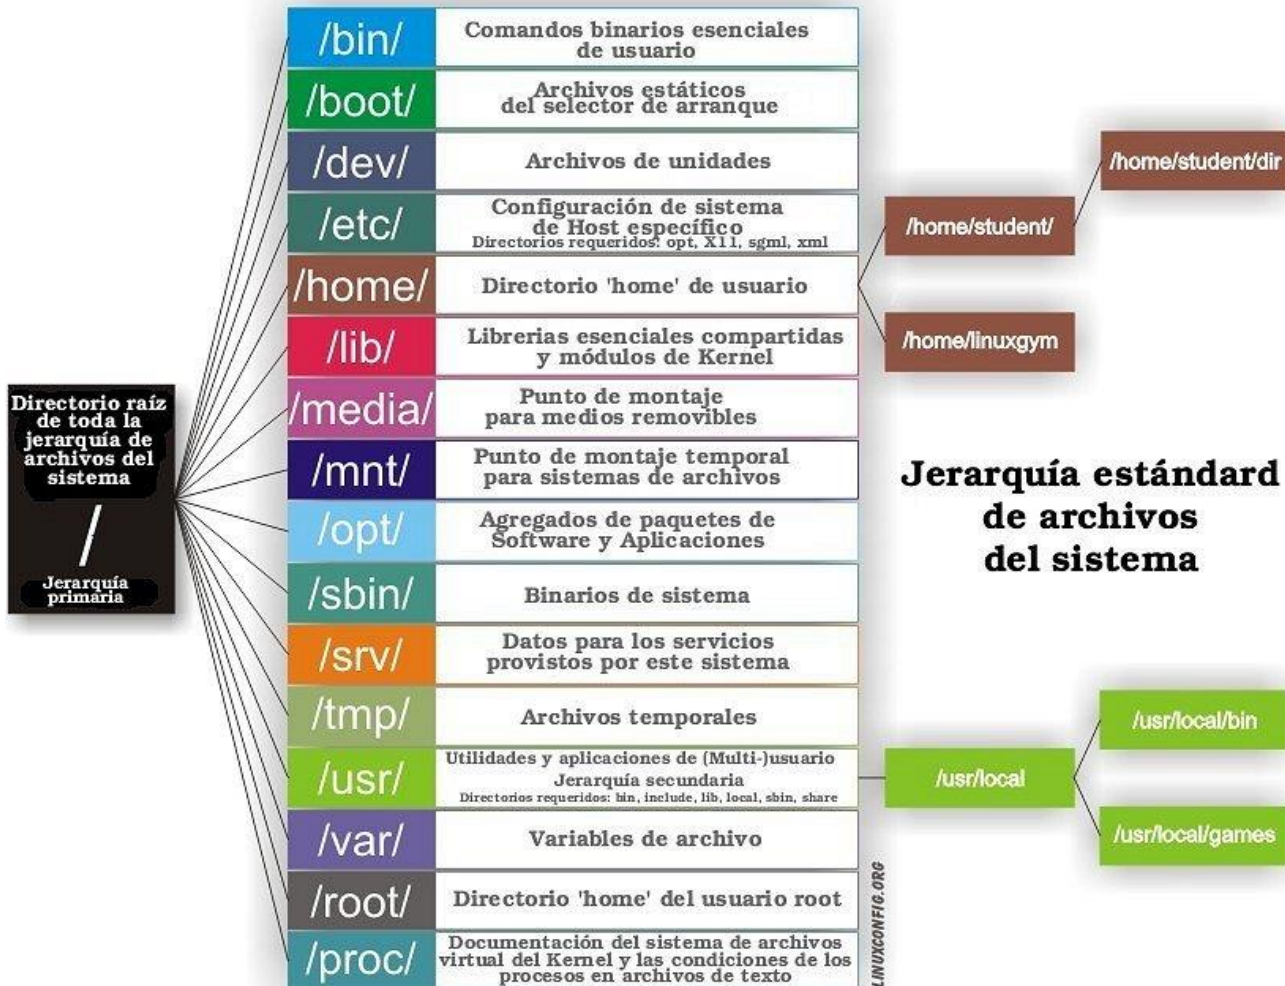 Directorio raíz
de toda la
jerarquía de
archivos del
sistema
/
Jerarquía
primaria
/bin/
Comandos binarios esenciales
de usuario
/boot/
Archivos estáticos
del selector de arranque
/dev/
Archivos de unidades
/etc/
Configuración de sistema
de Host específico
Directorios requeridos: opt, X11, sgml, xml
/home/
Directorio 'home' de usuario
/lib/
Librerias esenciales compartidas
y módulos de Kernel
/media/
Punto de montaje
para medios removibles
/mnt/
Punto de montaje temporal
para sistemas de archivos
/opt/
Agregados de paquetes de
Software y Aplicaciones
/sbin/
Binarios de sistema
/srv/
Datos para los servicios
provistos por este sistema
/tmp/
Archivos temporales
/usr/
Utilidades y aplicaciones de (Multi-)usuario
Jerarquía secundaria
Directorios requeridos: bin, include, lib, local, sbin, share
/var/
Variables de archivo
/root/
Directorio 'home' del usuario root
/proc/
Documentación del sistema de archivos
virtual del Kernel y las condiciones de los
procesos en archivos de texto
/home/student/
/home/student/dir
/home/linuxgym
Jerarquía estándard
de archivos
del sistema
/usr/local
/usr/local/bin
/usr/local/games
LINUXCONFIG.ORG